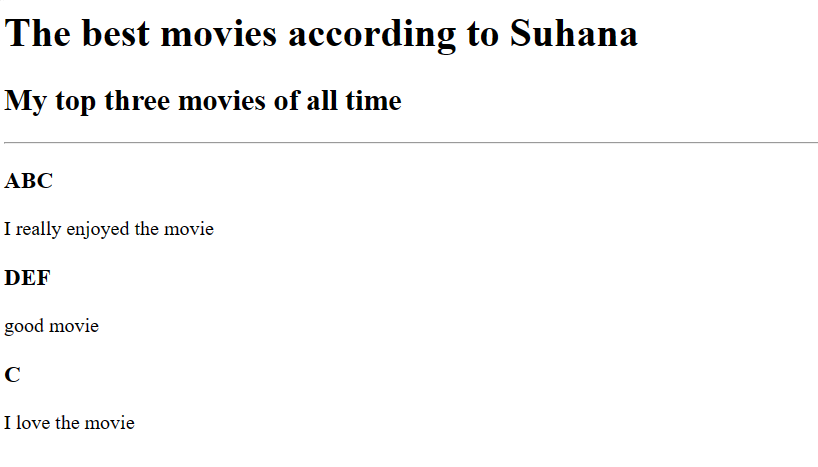 The best movies according to Suhana
My top three movies of all time
ABC
I really enjoyed the movie
DEF
good movie
C
I love the movie